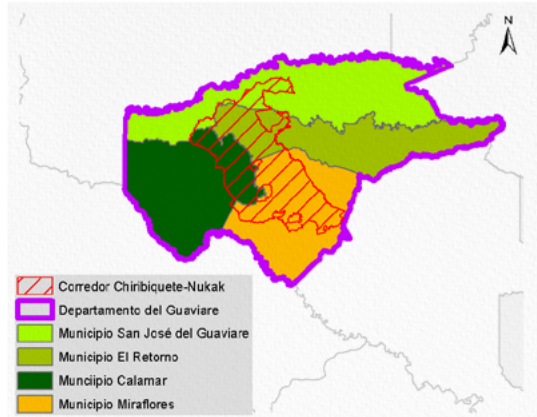 N
Corredor Chiribiquete-Nukak
Departamento del Guaviare
Municipio San José del Guaviare
Municipio El Retorno
Munciipio Calamar
Municipio Miraflores